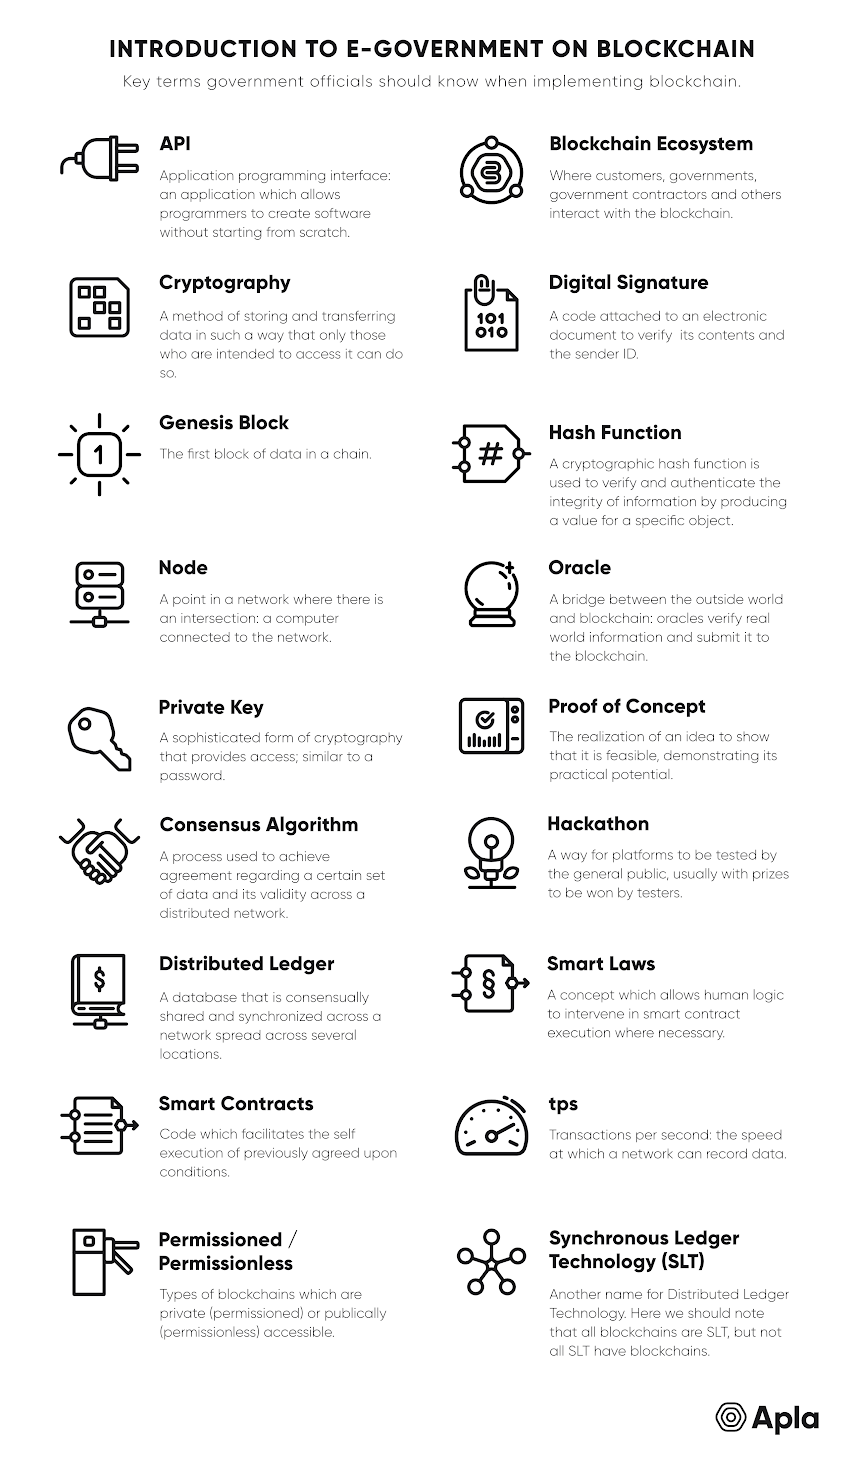 INTRODUCTION TO E-GOVERNMENT ON BLOCKCHAIN
Key terms government officials should know when implementing blockchain.
API
Application programming interface:
an application which allows
programmers to create software
without starting from scratch.
Blockchain Ecosystem
Where customers, governments,
government contractors and others
interact with the blockchain.
Cryptography
A method of storing and transferring
data in such a way that only those
who are intended to access it can do
so.
101
010
Digital Signature
A code attached to an electronic
document to verify  its contents and
the sender ID.
1
Genesis Block
The first block of data in a chain.
#
Hash Function
A cryptographic hash function is
used to verify and authenticate the
integrity of information by producing
a value for a specific object.
Node
A point in a network where there is
an intersection: a computer
connected to the network.
Oracle
A bridge between the outside world
and blockchain: oracles verify real
world information and submit it to
the blockchain.
Private Key
A sophisticated form of cryptography
that provides access; similar to a
password.
Proof of Concept
The realization of an idea to show
that it is feasible, demonstrating its
practical potential.
Consensus Algorithm
A process used to achieve
agreement regarding a certain set
of data and its validity across a
distributed network.
Hackathon
A way for platforms to be tested by
the general public, usually with prizes
to be won by testers.
$
Distributed Ledger
A database that is consensually
shared and synchronized across a
network spread across several
locations.
§
Smart Laws
A concept which allows human logic
to intervene in smart contract
execution where necessary.
Smart Contracts
Code which facilitates the self
execution of previously agreed upon
conditions.
tps
Transactions per second: the speed
at which a network can record data.
Permissioned /
Permissionless
Types of blockchains which are
private (permissioned) or publically
(permissionless) accessible.
Synchronous Ledger
Technology (SLT)
Another name for Distributed Ledger
Technology. Here we should note
that all blockchains are SLT, but not
all SLT have blockchains.
Apla